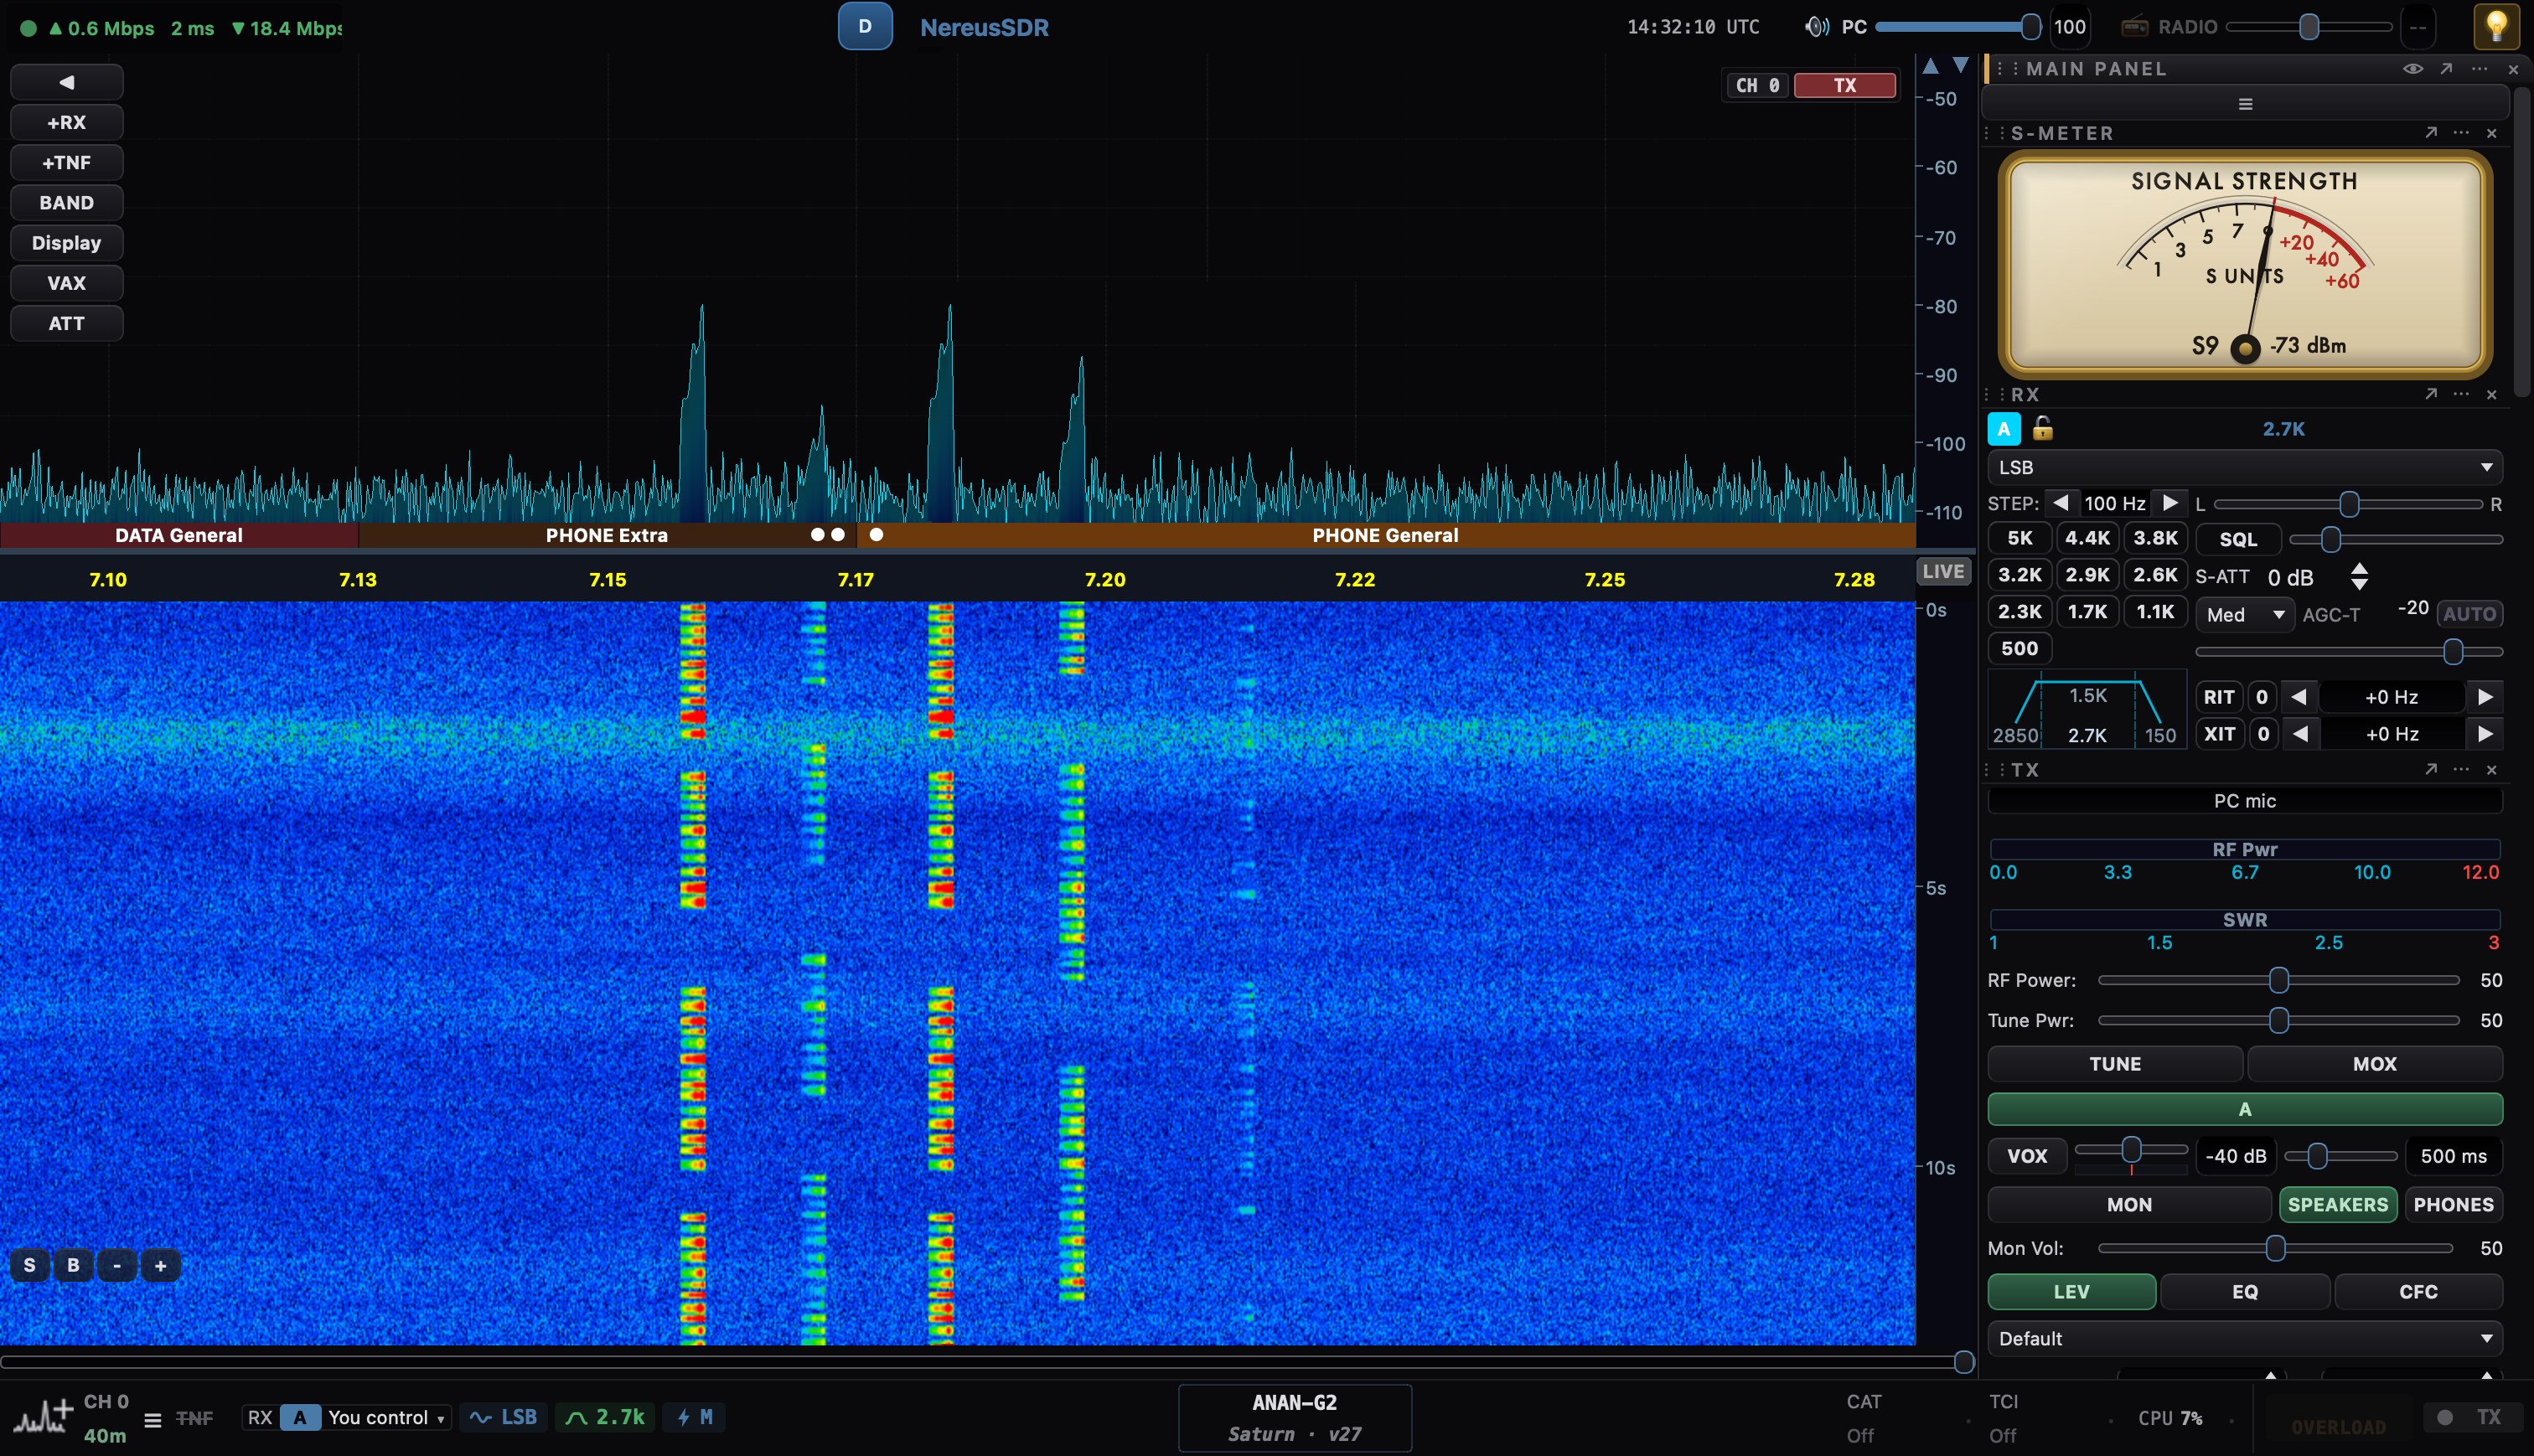 ▲ 0.6 Mbps 2 ms ▼ 18.4 Mbps
D NereusSDR
14:32:10 UTC
PC 100
RADIO --
◀
+RX
+TNF
BAND
Display
VAX
ATT
CH 0 TX
-50
-60
-70
-80
-90
-100
-110
DATA General PHONE Extra PHONE General
7.10 7.13 7.15 7.17 7.20 7.22 7.25 7.28
LIVE
0s
5s
10s
S B - +
MAIN PANEL
S-METER
SIGNAL STRENGTH
1 3 5 7 +20 +40 +60
S UNITS
S9 -73 dBm
RX
A 2.7K
LSB
STEP: ◀ 100 Hz ▶ L R
5K 4.4K 3.8K SQL
3.2K 2.9K 2.6K S-ATT 0 dB
2.3K 1.7K 1.1K Med AGC-T -20 AUTO
500
1.5K
2850 2.7K 150
RIT 0 ◀ +0 Hz ▶
XIT 0 ◀ +0 Hz ▶
TX
PC mic
RF Pwr
0.0 3.3 6.7 10.0 12.0
SWR
1 1.5 2.5 3
RF Power: 50
Tune Pwr: 50
TUNE MOX
A
VOX -40 dB 500 ms
MON SPEAKERS PHONES
Mon Vol: 50
LEV EQ CFC
Default
CH 0
40m
TNF
RX A You control ▾
LSB
2.7k
M
ANAN-G2
Saturn · v27
CAT
Off
TCI
Off
CPU 7%
OVERLOAD
TX